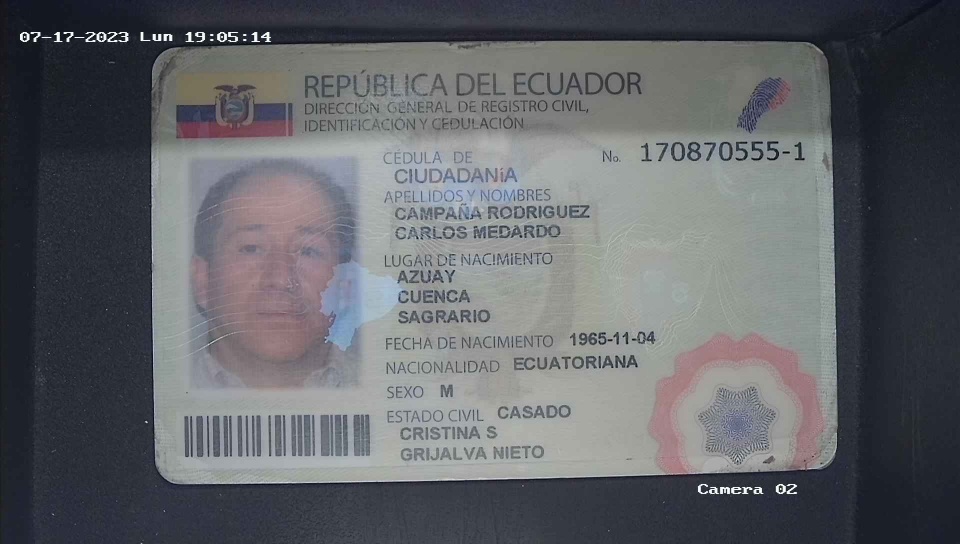 07-17-2023 Lun 19:05:14
REPÚBLICA DEL ECUADOR
DIRECCIÓN GENERAL DE REGISTRO CIVIL,
IDENTIFICACIÓN Y CEDULACIÓN
CÉDULA DE
CIUDADANÍA
No. 170870555-1
APELLIDOS Y NOMBRES
CAMPAÑA RODRIGUEZ
CARLOS MEDARDO
LUGAR DE NACIMIENTO
AZUAY
CUENCA
SAGRARIO
FECHA DE NACIMIENTO 1965-11-04
NACIONALIDAD ECUATORIANA
SEXO M
ESTADO CIVIL CASADO
CRISTINA S
GRIJALVA NIETO
Camera 02